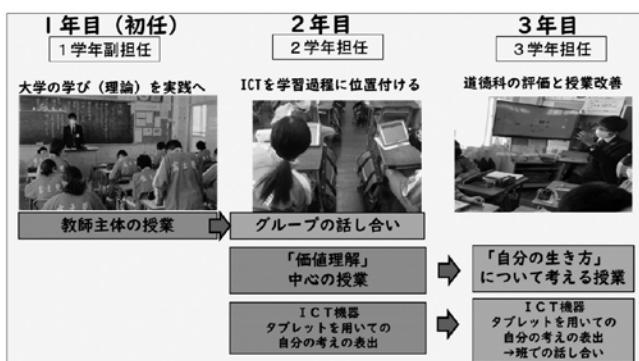 1年目(初任)
1学年副担任
大学の学び(理論)を実践へ
教師主体の授業
2年目
2学年担任
ICTを学習過程に位置付ける
グループの話し合い
「価値理解」
中心の授業
ICT機器
タブレットを用いての
自分の考えの表出
3年目
3学年担任
道徳科の評価と授業改善
「自分の生き方」
について考える授業
ICT機器
タブレットを用いての
自分の考えの表出
→班での話し合い